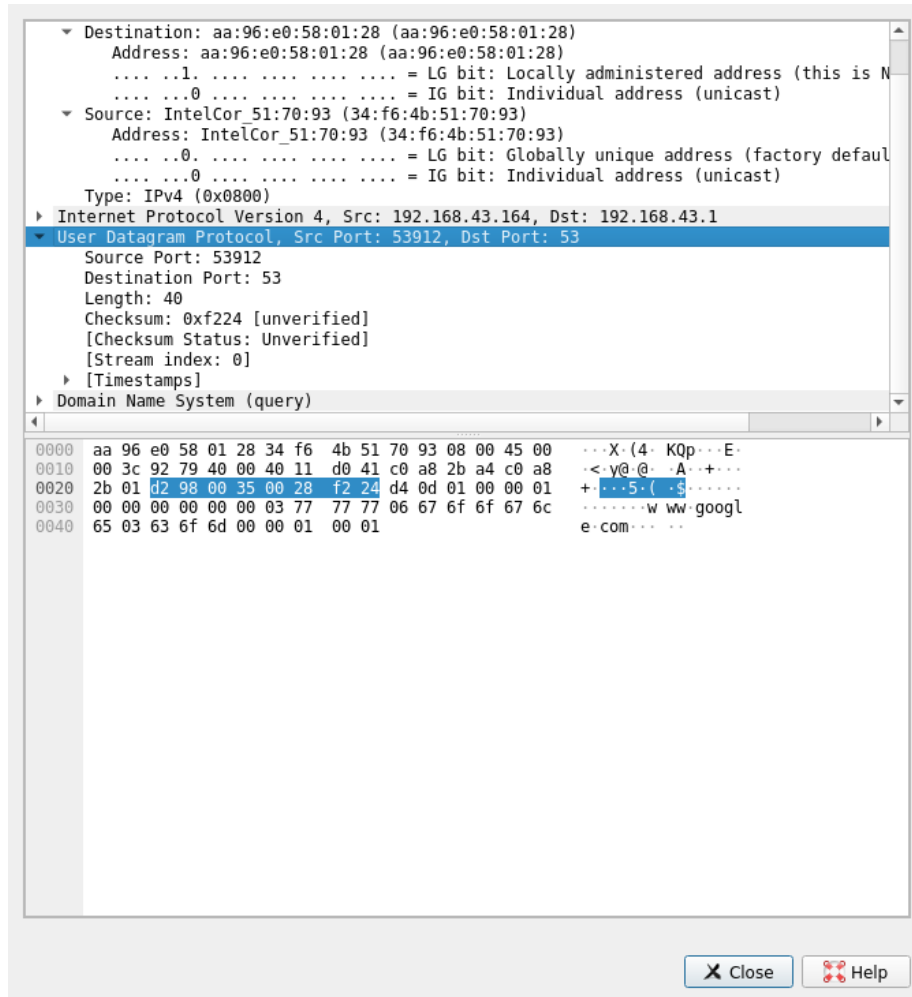 Destination: aa:96:e0:58:01:28 (aa:96:e0:58:01:28)
Address: aa:96:e0:58:01:28 (aa:96:e0:58:01:28)
.... ..1. .... .... .... .... = LG bit: Locally administered address (this is N
.... ...0 .... .... .... .... = IG bit: Individual address (unicast)
Source: IntelCor_51:70:93 (34:f6:4b:51:70:93)
Address: IntelCor_51:70:93 (34:f6:4b:51:70:93)
.... ..0. .... .... .... .... = LG bit: Globally unique address (factory defaul
.... ...0 .... .... .... .... = IG bit: Individual address (unicast)
Type: IPv4 (0x0800)
Internet Protocol Version 4, Src: 192.168.43.164, Dst: 192.168.43.1
User Datagram Protocol, Src Port: 53912, Dst Port: 53
Source Port: 53912
Destination Port: 53
Length: 40
Checksum: 0xf224 [unverified]
[Checksum Status: Unverified]
[Stream index: 0]
[Timestamps]
Domain Name System (query)
0000 aa 96 e0 58 01 28 34 f6 4b 51 70 93 08 00 45 00 ···X·(4· KQp···E·
0010 00 3c 92 79 40 00 40 11 d0 41 c0 a8 2b a4 c0 a8 ·<·y@·@· ·A··+···
0020 2b 01 d2 98 00 35 00 28 f2 24 d4 0d 01 00 00 01 +····5·( ·$······
0030 00 00 00 00 00 00 03 77 77 77 06 67 6f 6f 67 6c ·······w ww·googl
0040 65 03 63 6f 6d 00 00 01 00 01 e·com··· ··
Close Help